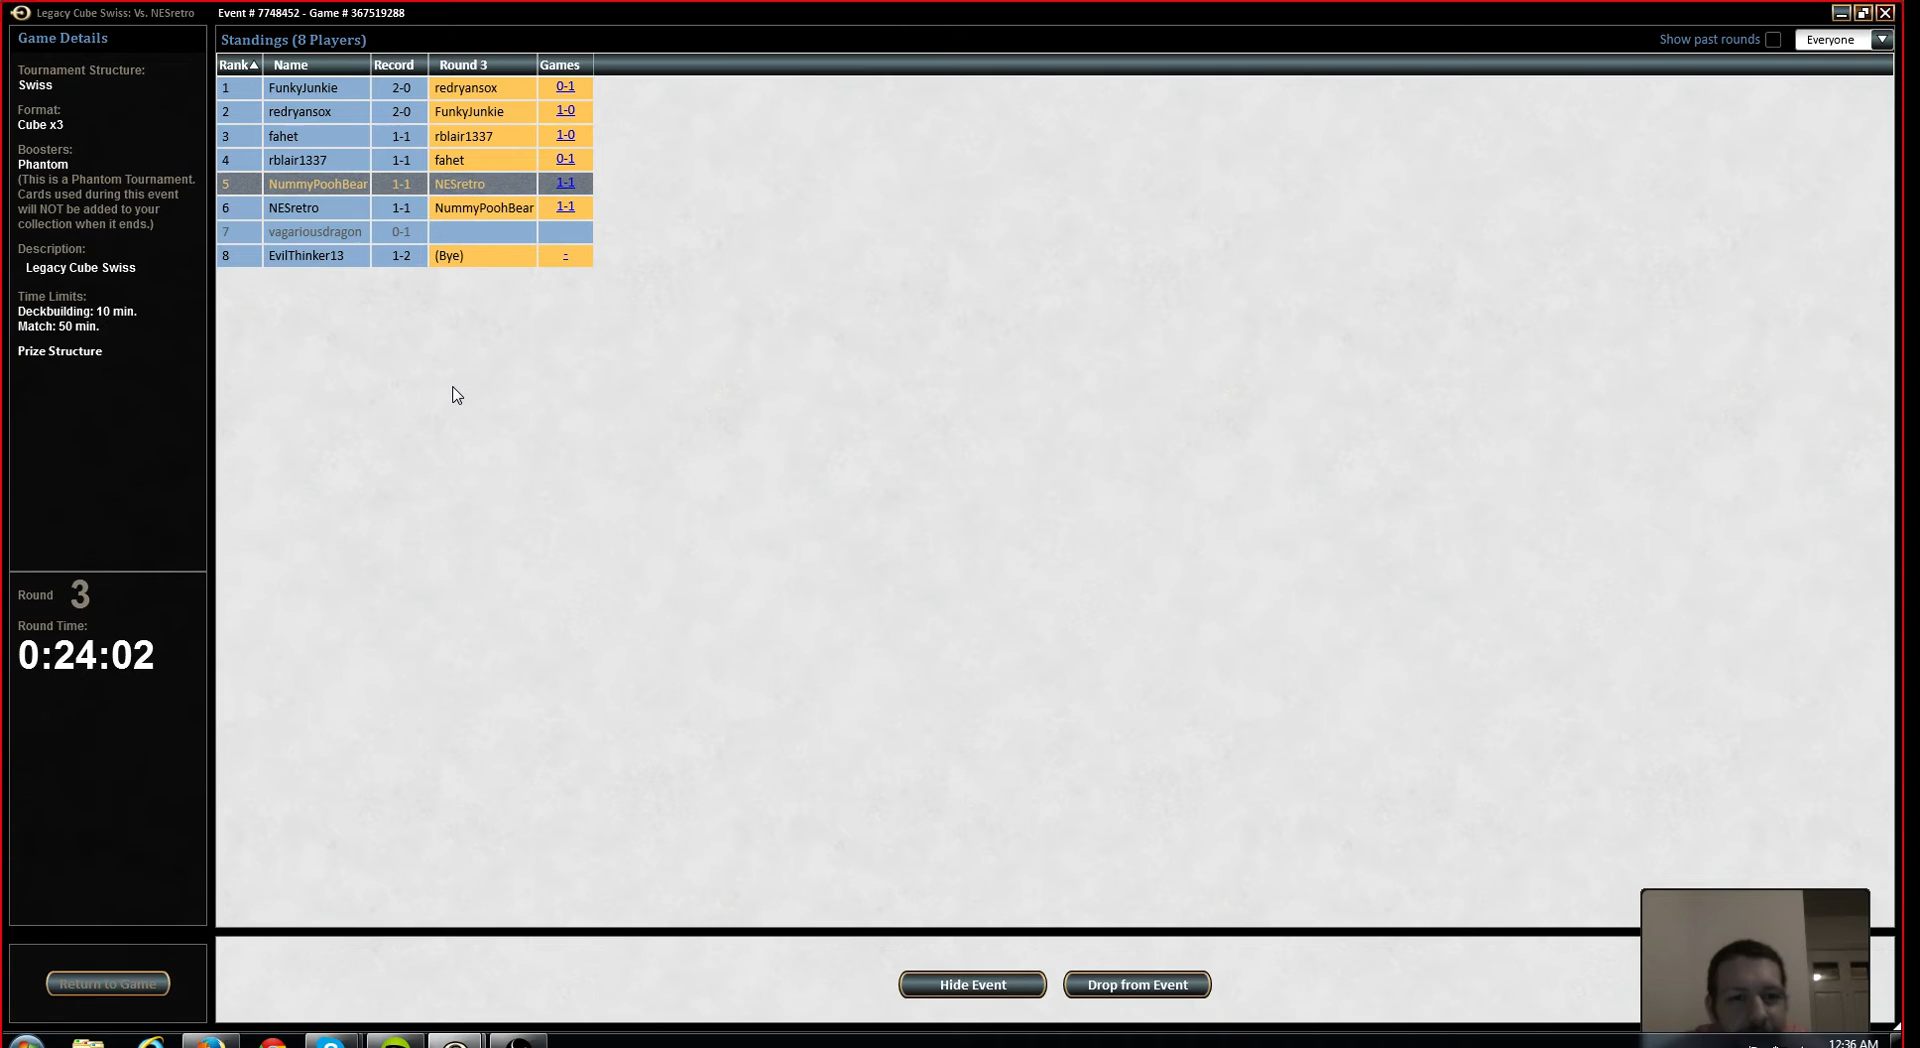 Legacy Cube Swiss: Vs. NESretro Event # 7748452 - Game # 367519288
Game Details
Tournament Structure:
Swiss
Format:
Cube x3
Boosters:
Phantom
(This is a Phantom Tournament.
Cards used during this event
will NOT be added to your
collection when it ends.)
Description:
Legacy Cube Swiss
Time Limits:
Deckbuilding: 10 min.
Match: 50 min.
Prize Structure
Round 3
Round Time:
0:24:02
Return to Game
Standings (8 Players) Show past rounds Everyone
Rank Name Record Round 3 Games
1 FunkyJunkie 2-0 redryansox 0-1
2 redryansox 2-0 FunkyJunkie 1-0
3 fahet 1-1 rblair1337 1-0
4 rblair1337 1-1 fahet 0-1
5 NummyPoohBear 1-1 NESretro 1-1
6 NESretro 1-1 NummyPoohBear 1-1
7 vagariousdragon 0-1
8 EvilThinker13 1-2 (Bye) -
Hide Event Drop from Event
12:36 AM